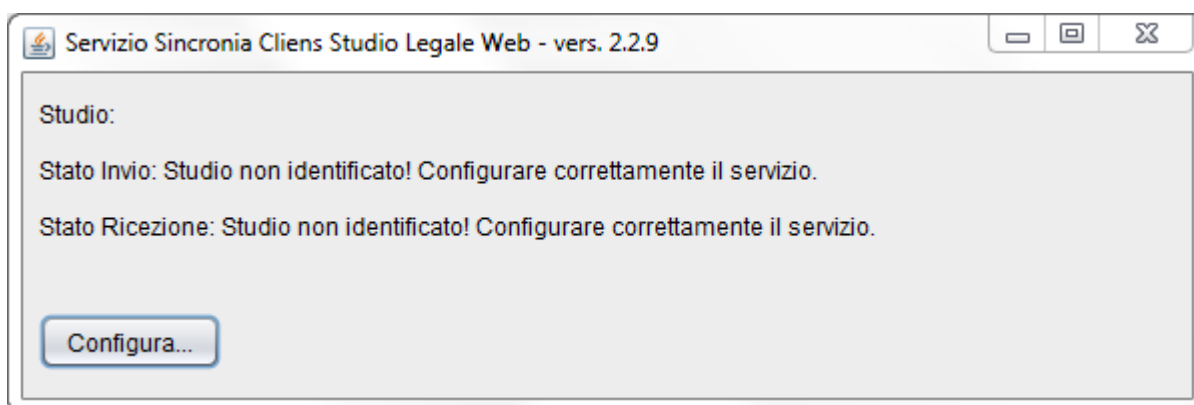 Servizio Sincronia Cliens Studio Legale Web - vers. 2.2.9
Studio:
Stato Invio: Studio non identificato! Configurare correttamente il servizio.
Stato Ricezione: Studio non identificato! Configurare correttamente il servizio.
Configura...